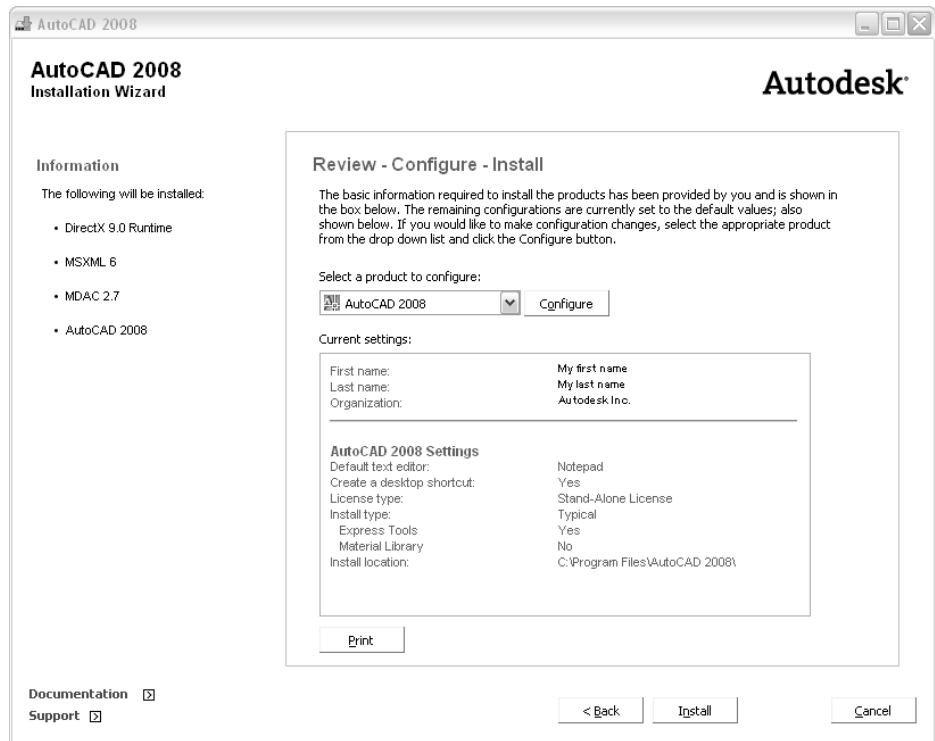 AutoCAD 2008
AutoCAD 2008
Installation Wizard
Autodesk
Information
The following will be installed:
• DirectX 9.0 Runtime
• MSXML 6
• MDAC 2.7
• AutoCAD 2008
Review - Configure - Install
The basic information required to install the products has been provided by you and is shown in
the box below. The remaining configurations are currently set to the default values; also
shown below. If you would like to make configuration changes, select the appropriate product
from the drop down list and click the Configure button.
Select a product to configure:
AutoCAD 2008
Configure
Current settings:
First name: My first name
Last name: My last name
Organization: Autodesk Inc.
AutoCAD 2008 Settings
Default text editor: Notepad
Create a desktop shortcut: Yes
License type: Stand-Alone License
Install type: Typical
Express Tools Yes
Material Library No
Install location: C:\Program Files\AutoCAD 2008\
Print
Documentation
Support
< Back
Install
Cancel